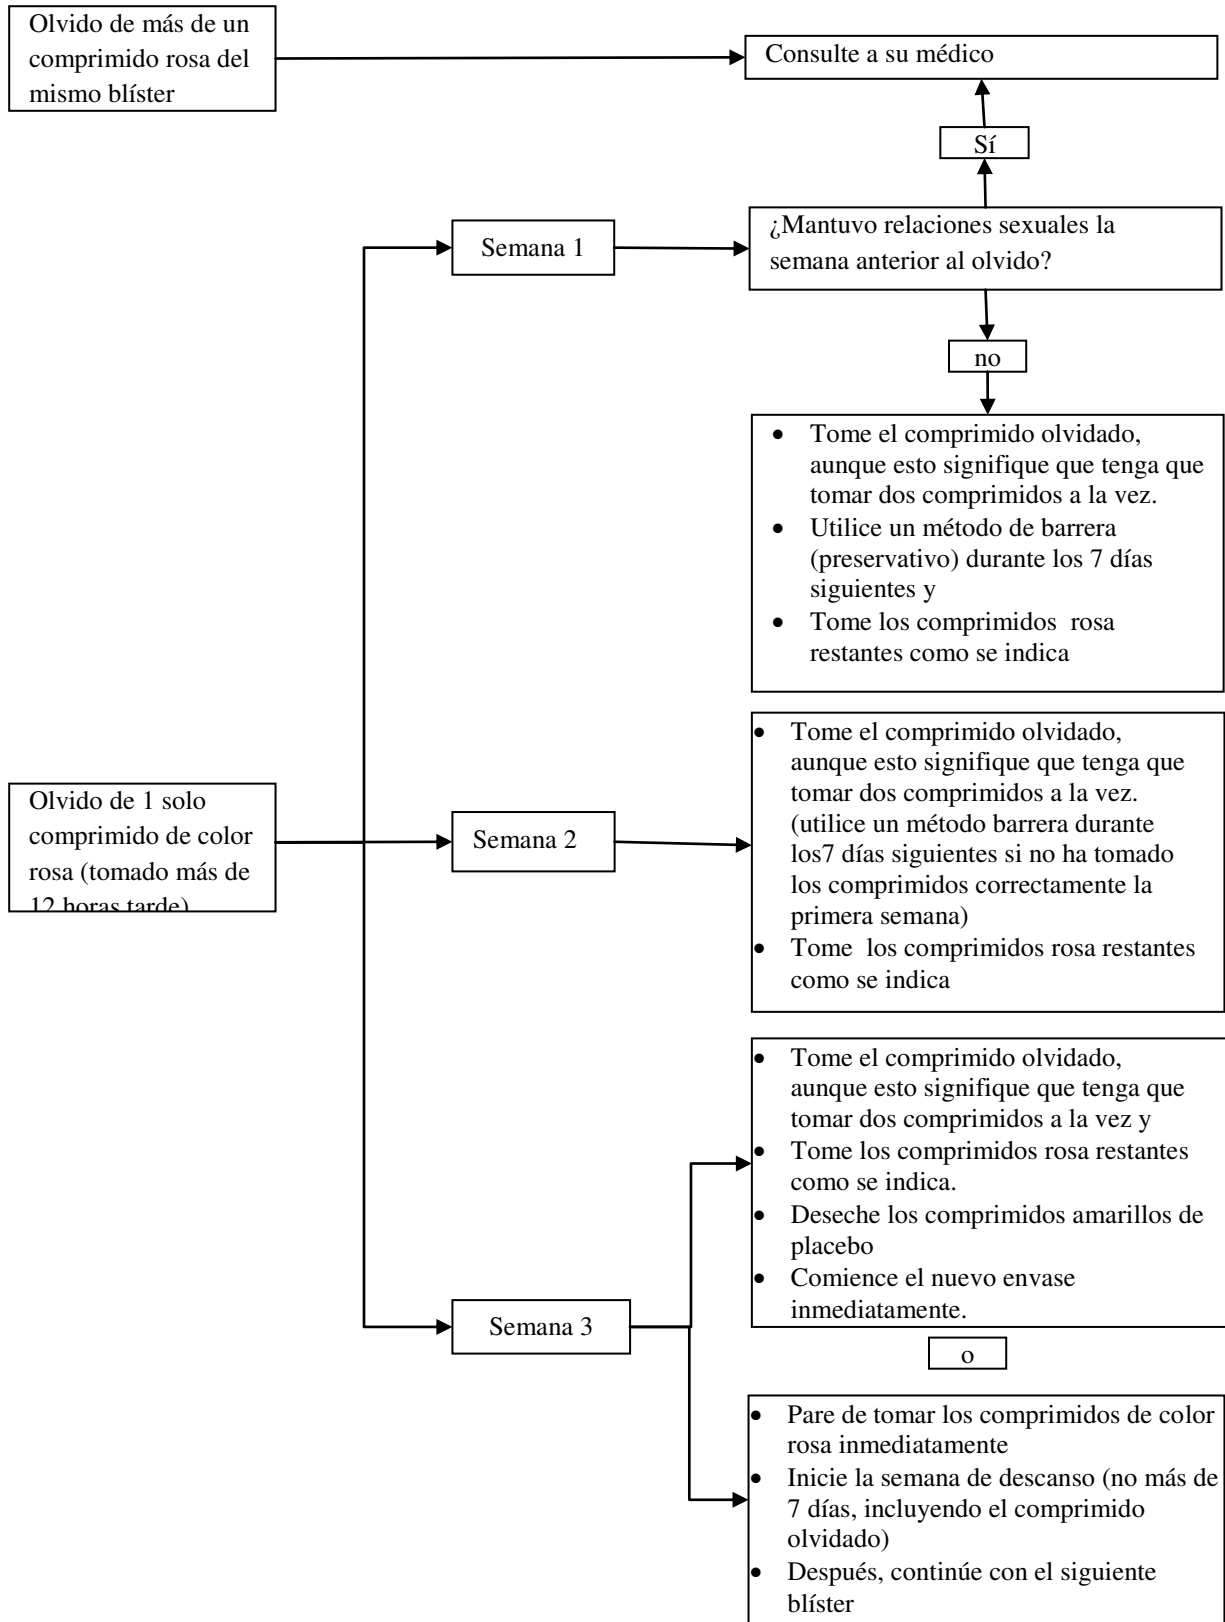 Olvido de más de un
comprimido rosa del
mismo blíster
Consulte a su médico
Sí
Semana 1
¿Mantuvo relaciones sexuales la
semana anterior al olvido?
no
• Tome el comprimido olvidado,
aunque esto signifique que tenga que
tomar dos comprimidos a la vez.
• Utilice un método de barrera
(preservativo) durante los 7 días
siguientes y
• Tome los comprimidos rosa
restantes como se indica
Olvido de 1 solo
comprimido de color
rosa (tomado más de
12 horas tarde)
Semana 2
• Tome el comprimido olvidado,
aunque esto signifique que tenga que
tomar dos comprimidos a la vez.
(utilice un método barrera durante
los7 días siguientes si no ha tomado
los comprimidos correctamente la
primera semana)
• Tome los comprimidos rosa restantes
como se indica
Semana 3
• Tome el comprimido olvidado,
aunque esto signifique que tenga que
tomar dos comprimidos a la vez y
• Tome los comprimidos rosa restantes
como se indica.
• Deseche los comprimidos amarillos de
placebo
• Comience el nuevo envase
inmediatamente.
o
• Pare de tomar los comprimidos de color
rosa inmediatamente
• Inicie la semana de descanso (no más de
7 días, incluyendo el comprimido
olvidado)
• Después, continúe con el siguiente
blíster